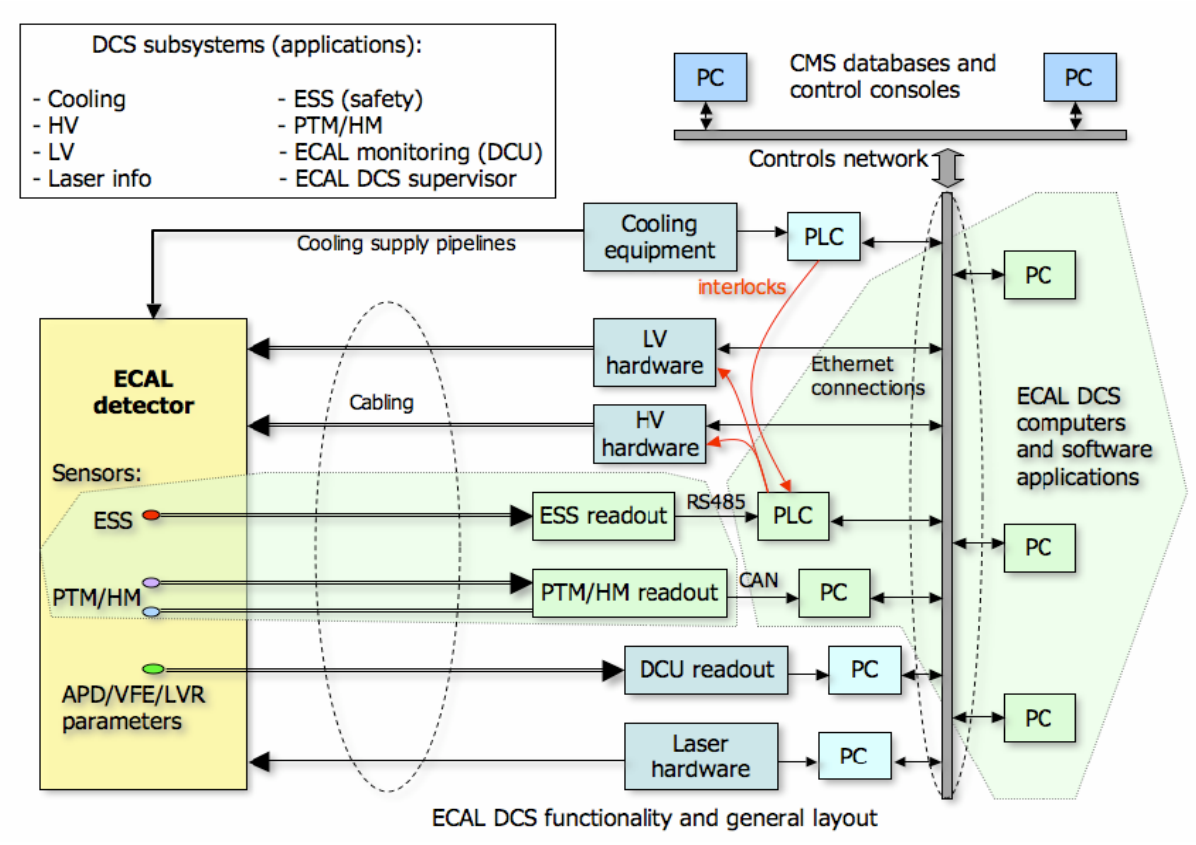 DCS subsystems (applications):
- Cooling
- HV
- LV
- Laser info
- ESS (safety)
- PTM/HM
- ECAL monitoring (DCU)
- ECAL DCS supervisor
PC
CMS databases and
control consoles
PC
Controls network
Cooling supply pipelines
Cooling
equipment
PLC
interlocks
PC
ECAL
detector
Cabling
LV
hardware
HV
hardware
Ethernet
connections
ECAL DCS
computers
and software
applications
Sensors:
ESS
ESS readout
RS485
PLC
PC
PTM/HM
PTM/HM readout
CAN
PC
APD/VFE/LVR
parameters
DCU readout
PC
PC
Laser
hardware
PC
ECAL DCS functionality and general layout